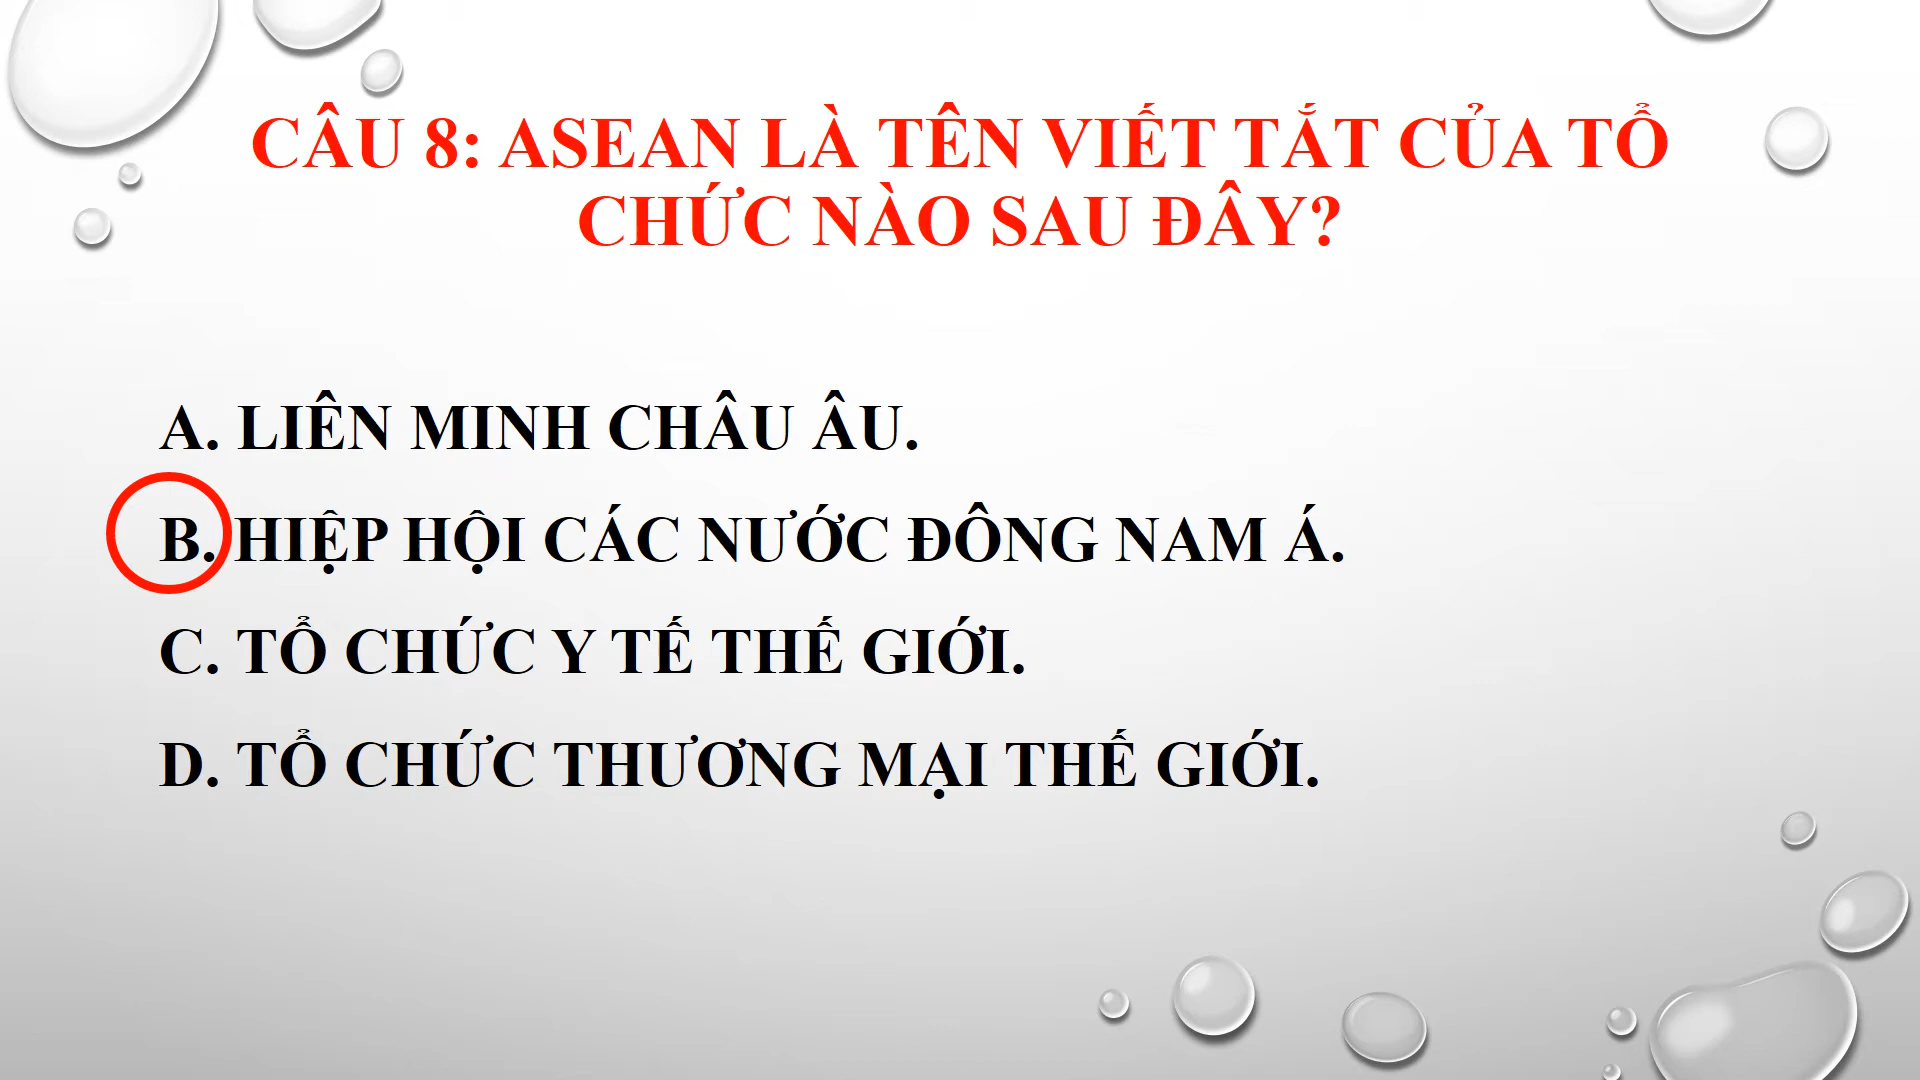 CÂU 8: ASEAN LÀ TÊN VIẾT TẮT CỦA TỔ
CHỨC NÀO SAU ĐÂY?
A. LIÊN MINH CHÂU ÂU.
B. HIỆP HỘI CÁC NƯỚC ĐÔNG NAM Á.
C. TỔ CHỨC Y TẾ THẾ GIỚI.
D. TỔ CHỨC THƯƠNG MẠI THẾ GIỚI.